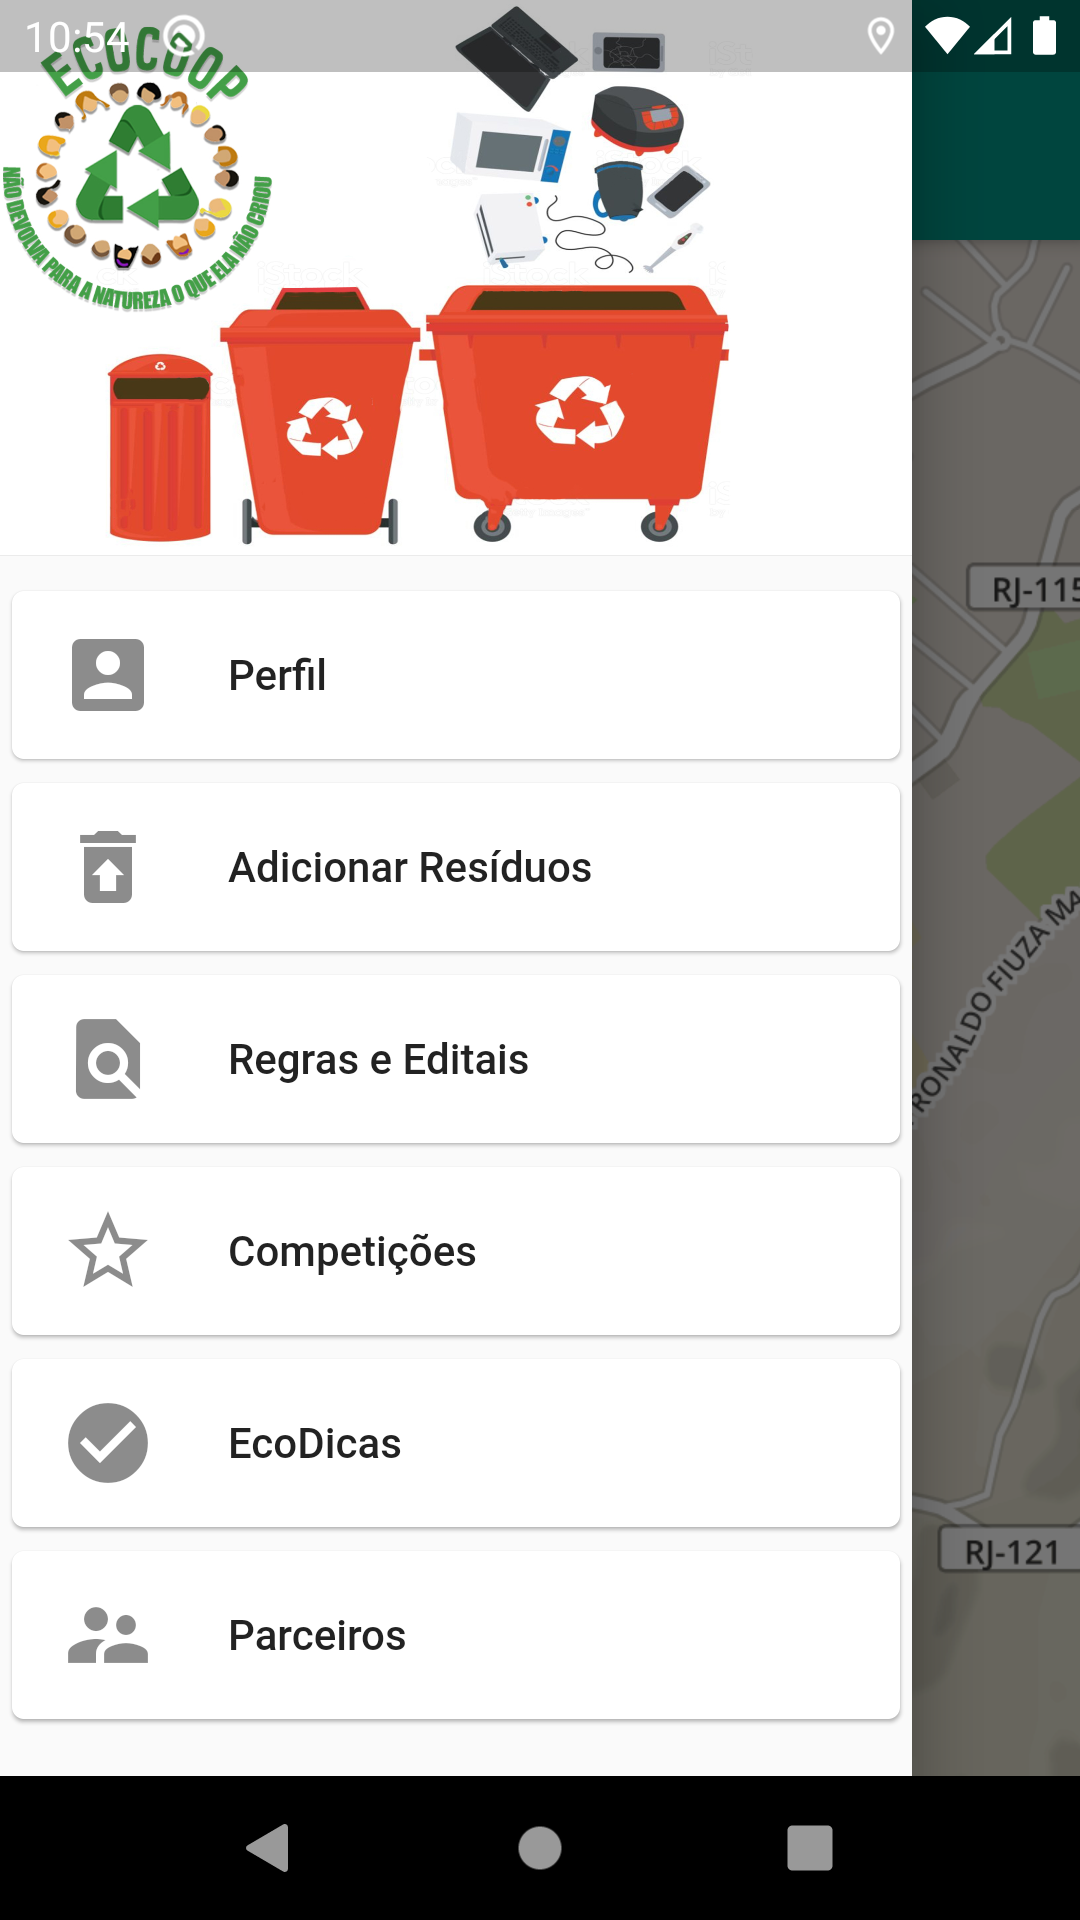 10:54
ECOCOOP
NÃO DEVOLVA PARA A NATUREZA O QUE ELA NÃO CRIOU
iStock
RJ-115
Perfil
Adicionar Resíduos
RONALDO FIUZA MA
Regras e Editais
Competições
EcoDicas
RJ-121
Parceiros